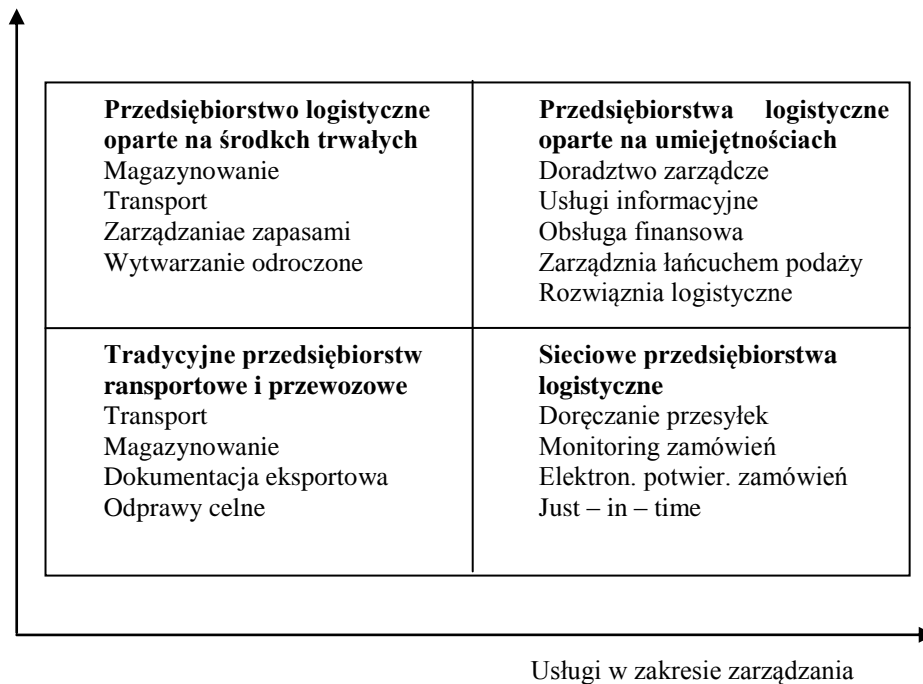 Przedsiębiorstwo logistyczne
oparte na środkch trwałych
Magazynowanie
Transport
Zarządzaniae zapasami
Wytwarzanie odroczone
Przedsiębiorstwa logistyczne
oparte na umiejętnościach
Doradztwo zarządcze
Usługi informacyjne
Obsługa finansowa
Zarządznia łańcuchem podaży
Rozwiąznia logistyczne
Tradycyjne przedsiębiorstw
ransportowe i przewozowe
Transport
Magazynowanie
Dokumentacja eksportowa
Odprawy celne
Sieciowe przedsiębiorstwa
logistyczne
Doręczanie przesyłek
Monitoring zamówień
Elektron. potwier. zamówień
Just – in – time
Usługi w zakresie zarządzania